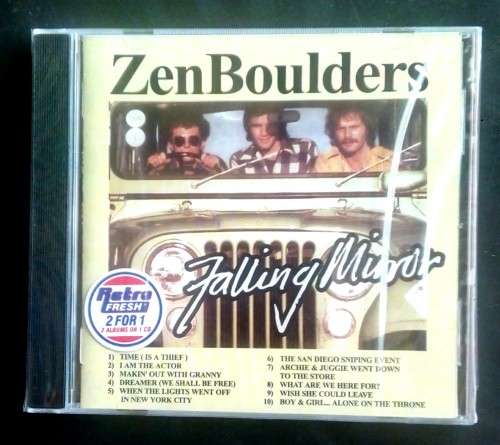 ZenBoulders
Falling Mirror
Retro
FRESH
2 FOR 1
2 ALBUMS ON 1 CD
1) TIME ( IS A THIEF )
2) I AM THE ACTOR
3) MAKIN' OUT WITH GRANNY
4) DREAMER (WE SHALL BE FREE)
5) WHEN THE LIGHTS WENT OFF
IN NEW YORK CITY
6) THE SAN DIEGO SNIPING EVENT
7) ARCHIE & JUGGIE WENT DOWN
TO THE STORE
8) WHAT ARE WE HERE FOR?
9) WISH SHE COULD LEAVE
10) BOY & GIRL.... ALONE ON THE THRONE